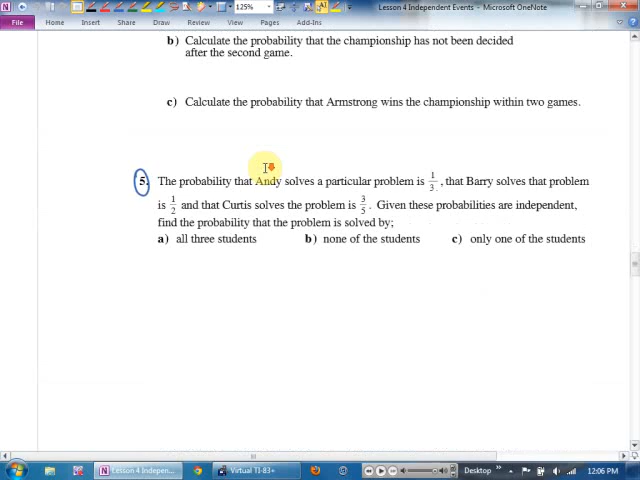 Lesson 4 Independent Events - Microsoft OneNote
125%
File Home Insert Share Draw Review View Pages Add-Ins
b) Calculate the probability that the championship has not been decided
after the second game.
c) Calculate the probability that Armstrong wins the championship within two games.
5. The probability that Andy solves a particular problem is 1/3, that Barry solves that problem
is 1/2 and that Curtis solves the problem is 3/5. Given these probabilities are independent,
find the probability that the problem is solved by;
a) all three students b) none of the students c) only one of the students
Lesson 4 Indepen... Virtual TI-83+ Desktop 12:06 PM